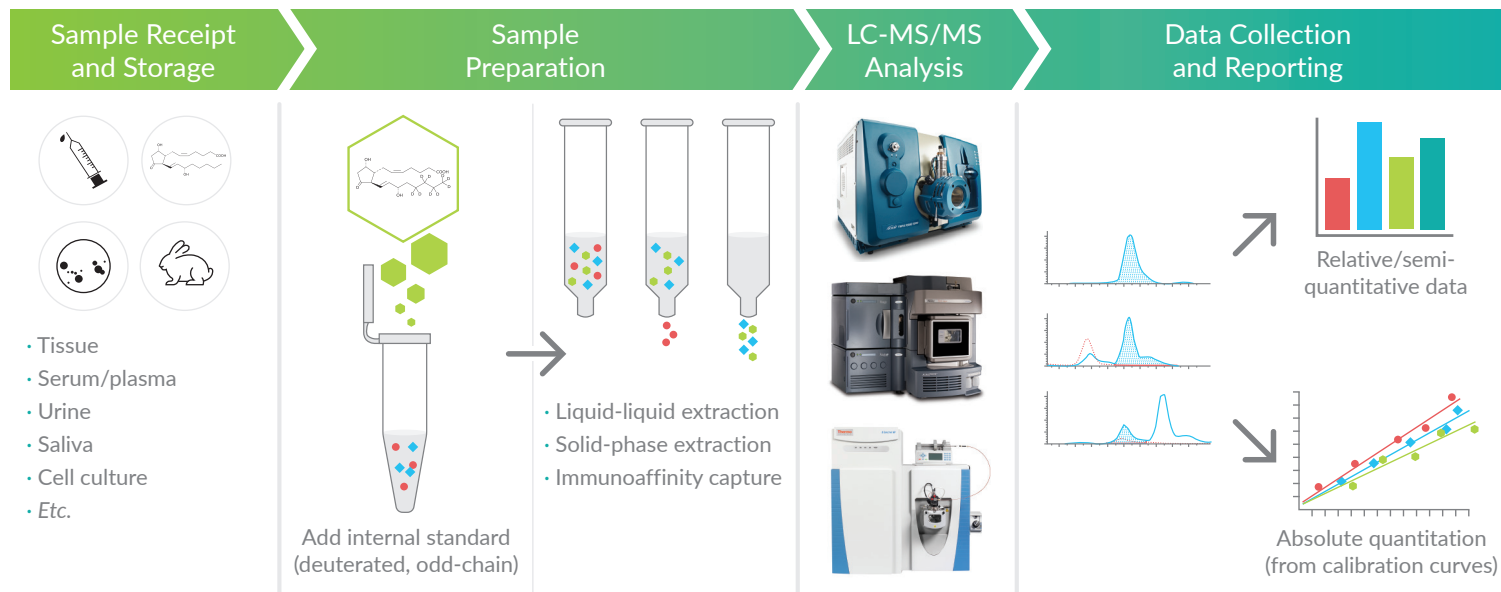 Sample Receipt
and Storage
Sample
Preparation
LC-MS/MS
Analysis
Data Collection
and Reporting
· Tissue
· Serum/plasma
· Urine
· Saliva
· Cell culture
· Etc.
Add internal standard
(deuterated, odd-chain)
· Liquid-liquid extraction
· Solid-phase extraction
· Immunoaffinity capture
Relative/semi-
quantitative data
Absolute quantitation
(from calibration curves)